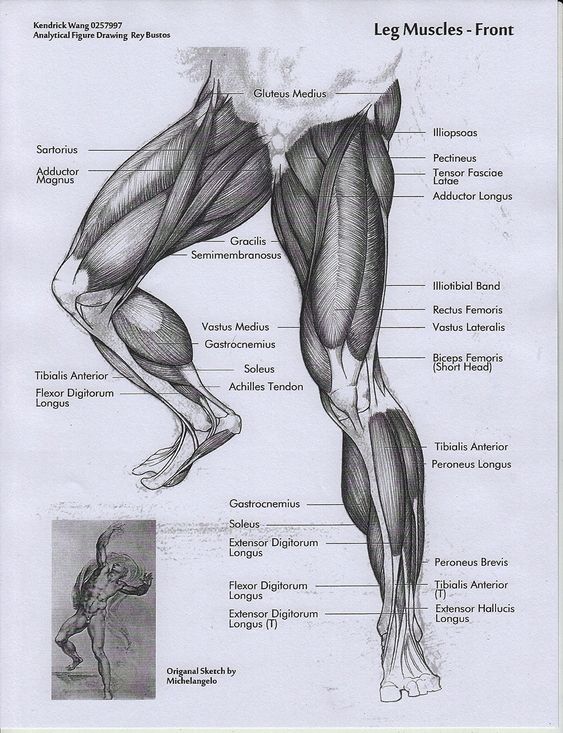 Kendrick Wang 0257997
Analytical Figure Drawing Rey Bustos
Leg Muscles - Front
Gluteus Medius
Sartorius
Adductor
Magnus
Iliopsoas
Pectineus
Tensor Fasciae
Latae
Adductor Longus
Gracilis
Semimembranosus
Illiotibial Band
Rectus Femoris
Vastus Medius
Vastus Lateralis
Gastrocnemius
Biceps Femoris
(Short Head)
Soleus
Tibialis Anterior
Achilles Tendon
Flexor Digitorum
Longus
Tibialis Anterior
Peroneus Longus
Gastrocnemius
Soleus
Extensor Digitorum
Longus
Peroneus Brevis
Flexor Digitorum
Longus
Tibialis Anterior
(T)
Extensor Digitorum
Longus (T)
Extensor Hallucis
Longus
Origanal Sketch by
Michelangelo